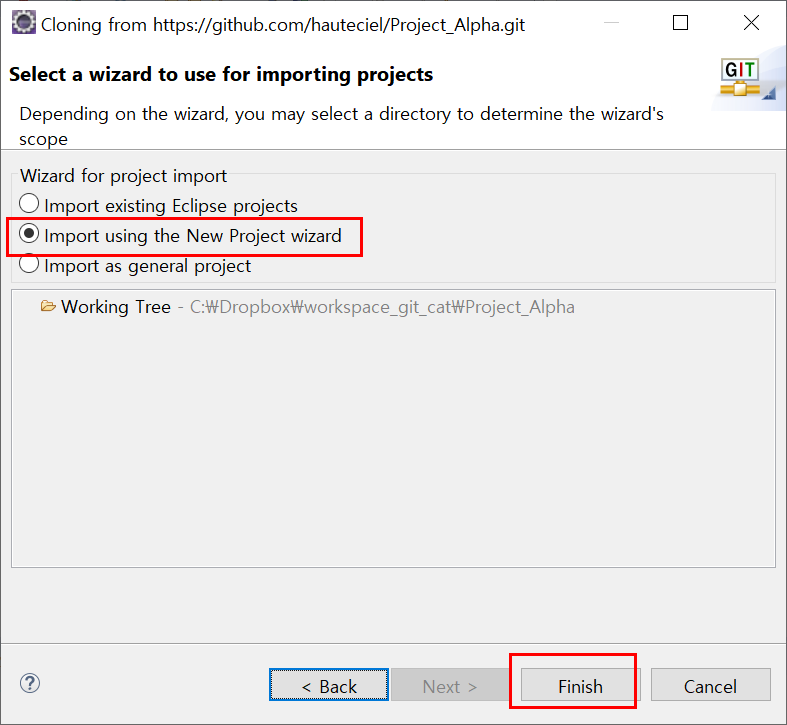 Cloning from https://github.com/hauteciel/Project_Alpha.git
Select a wizard to use for importing projects
GIT
Depending on the wizard, you may select a directory to determine the wizard's
scope
Wizard for project import
Import existing Eclipse projects
Import using the New Project wizard
Import as general project
Working Tree - C:₩Dropbox₩workspace_git_cat₩Project_Alpha
?
< Back
Next >
Finish
Cancel